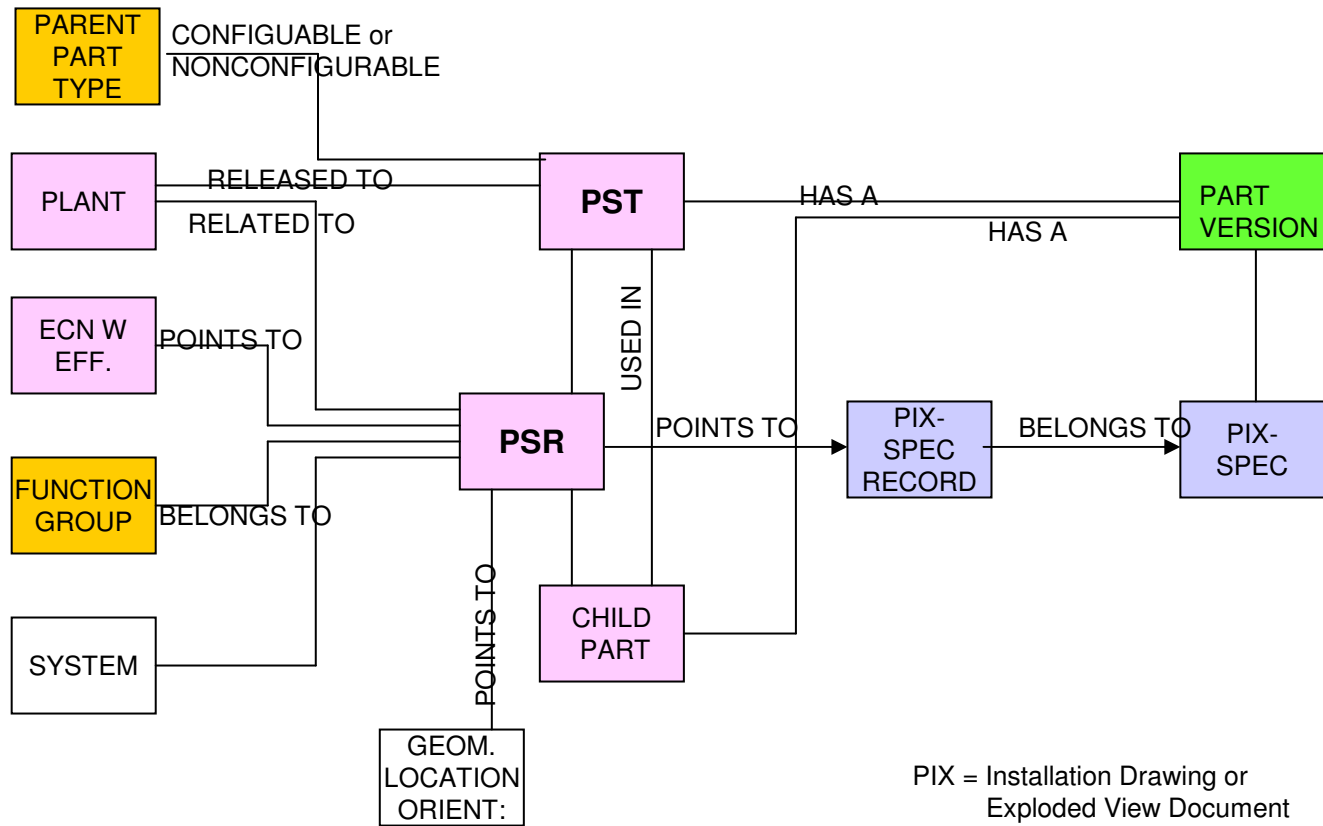 PARENT
PART
TYPE
CONFIGUABLE or
NONCONFIGURABLE
PLANT
RELEASED TO
RELATED TO
PST
HAS A
HAS A
PART
VERSION
ECN W
EFF.
POINTS TO
USED IN
PSR
POINTS TO
PIX-
SPEC
RECORD
BELONGS TO
PIX-
SPEC
FUNCTION
GROUP
BELONGS TO
POINTS TO
CHILD
PART
SYSTEM
GEOM.
LOCATION
ORIENT:
PIX = Installation Drawing or
Exploded View Document